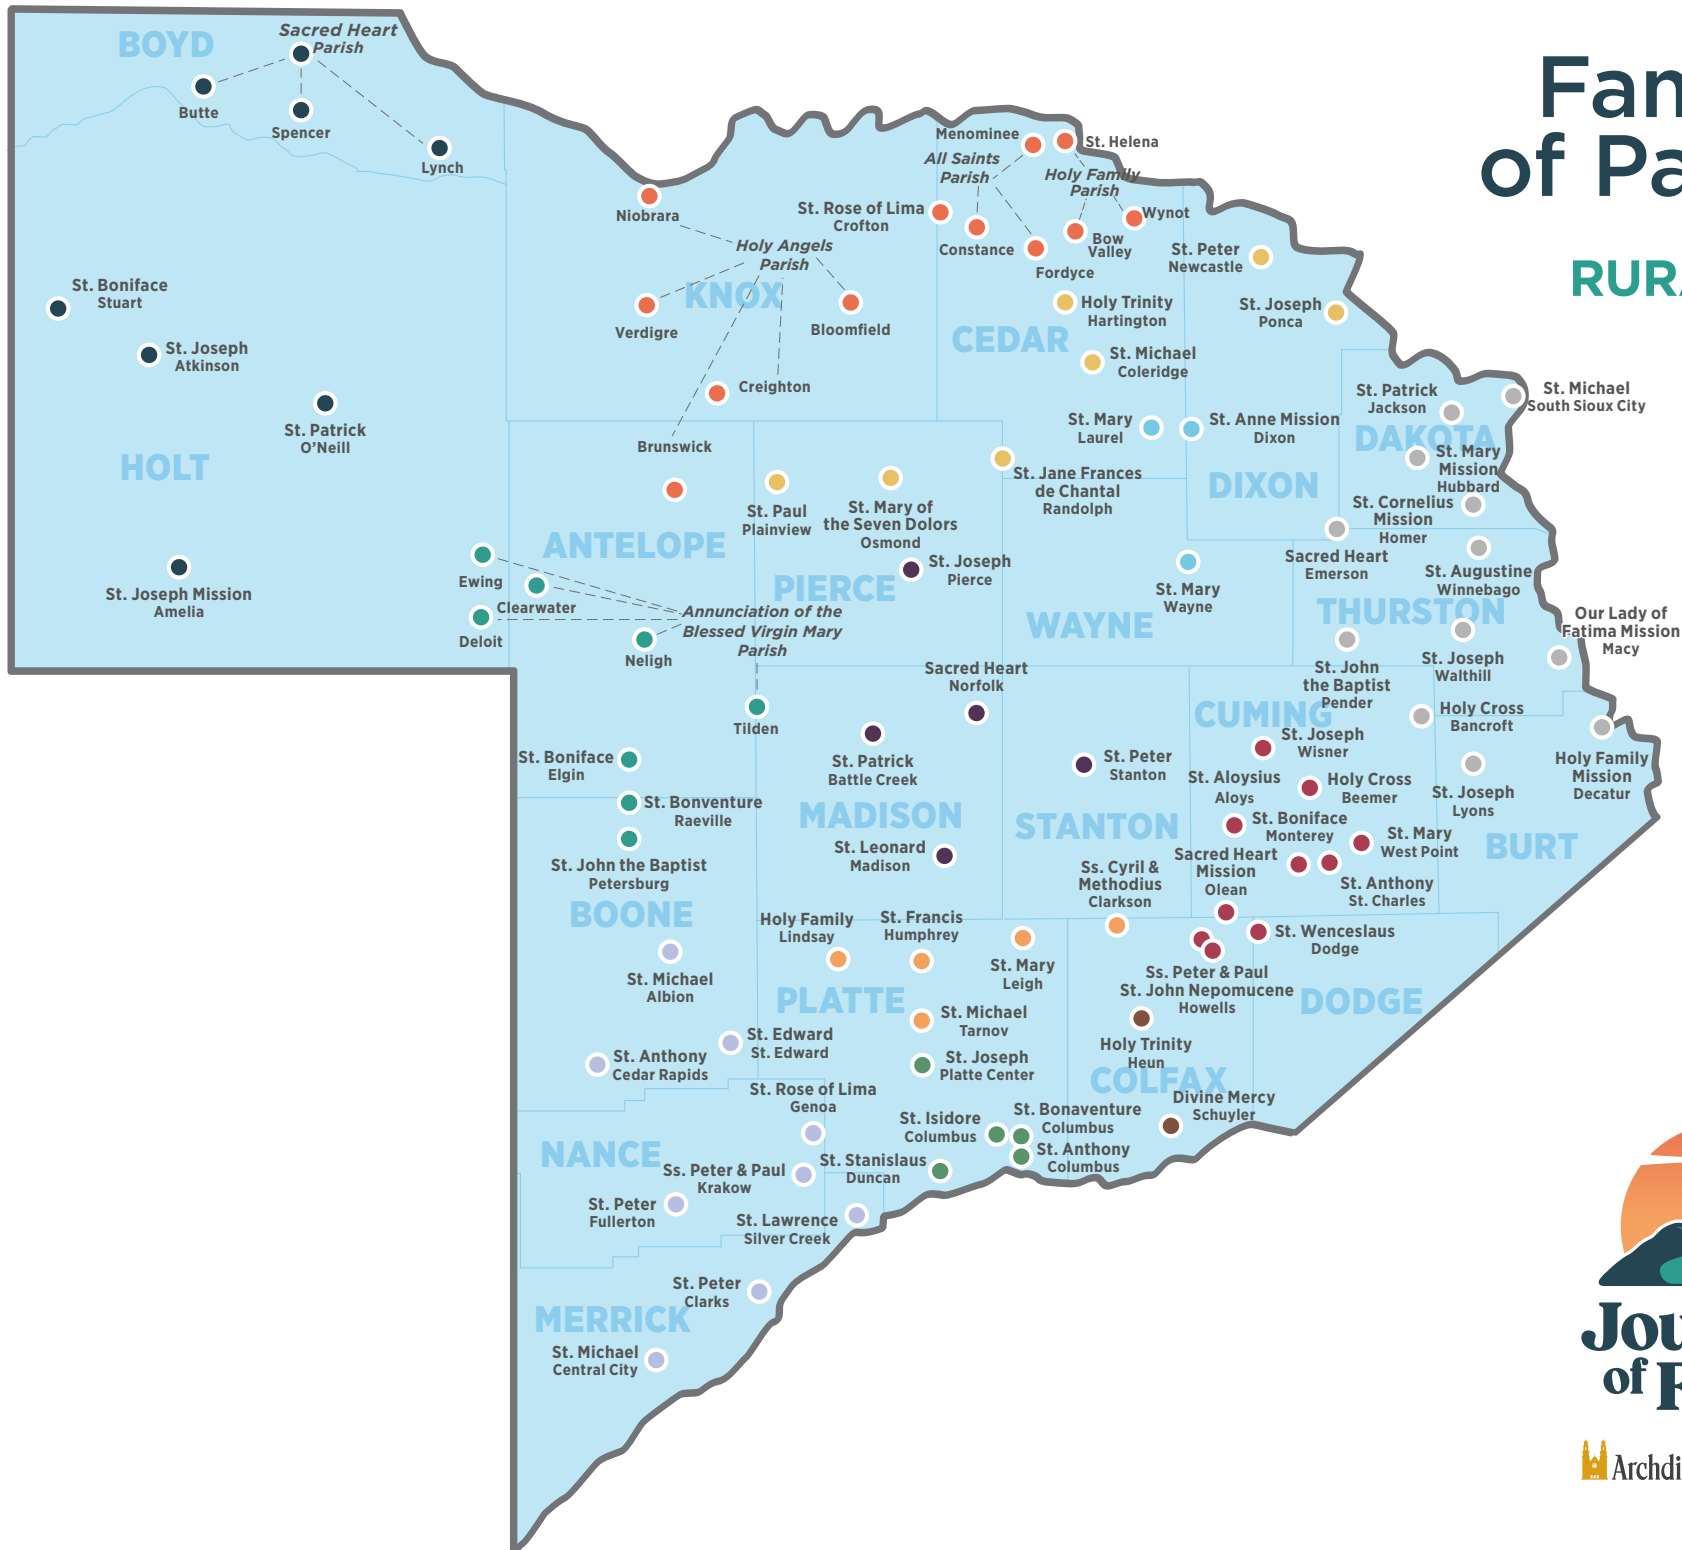 BOYD
Sacred Heart
Parish
Butte
Spencer
Lynch
Fan
of Pa
RURA
Menominee
St. Helena
All Saints
Parish
Holy Family
Parish
Niobrara
St. Rose of Lima
Crofton
Wynot
Constance
Bow
Valley
Fordyce
Holy Angels
Parish
St. Peter
Newcastle
St. Boniface
Stuart
KNOX
Verdigre
Bloomfield
Holy Trinity
Hartington
St. Joseph
Ponca
CEDAR
St. Joseph
Atkinson
St. Michael
Coleridge
Creighton
St. Patrick
Jackson
St. Michael
South Sioux City
St. Patrick
O'Neill
St. Mary
Laurel
St. Anne Mission
Dixon
DAKOTA
Brunswick
St. Mary
Mission
Hubbard
HOLT
St. Jane Frances
de Chantal
Randolph
DIXON
St. Paul
Plainview
St. Mary of
the Seven Dolors
Osmond
St. Cornelius
Mission
Homer
ANTELOPE
Sacred Heart
Emerson
St. Joseph
Pierce
PIERCE
St. Augustine
Winnebago
Ewing
St. Joseph Mission
Amelia
Clearwater
St. Mary
Wayne
THURSTON
Annunciation of the
Blessed Virgin Mary
Parish
WAYNE
Our Lady of
Fatima Mission
Macy
Deloit
Neligh
St. John
the Baptist
Pender
St. Joseph
Walthill
Sacred Heart
Norfolk
Tilden
CUMING
Holy Cross
Bancroft
St. Joseph
Wisner
St. Boniface
Elgin
St. Patrick
Battle Creek
St. Peter
Stanton
St. Aloysius
Aloys
Holy Cross
Beemer
St. Joseph
Lyons
Holy Family
Mission
Decatur
St. Bonventure
Raeville
MADISON
STANTON
St. Boniface
Monterey
St. Mary
West Point
BURT
St. Leonard
Madison
Sacred Heart
Mission
Olean
St. John the Baptist
Petersburg
Ss. Cyril &
Methodius
Clarkson
St. Anthony
St. Charles
BOONE
Holy Family
Lindsay
St. Francis
Humphrey
St. Wenceslaus
Dodge
St. Michael
Albion
St. Mary
Leigh
Ss. Peter & Paul
St. John Nepomucene
Howells
PLATTE
DODGE
St. Michael
Tarnov
St. Edward
St. Edward
Holy Trinity
Heun
St. Anthony
Cedar Rapids
St. Joseph
Platte Center
COLFAX
St. Rose of Lima
Genoa
Divine Mercy
Schuyler
St. Isidore
Columbus
St. Bonaventure
Columbus
NANCE
St. Anthony
Columbus
Ss. Peter & Paul
Krakow
St. Stanislaus
Duncan
St. Peter
Fullerton
St. Lawrence
Silver Creek
St. Peter
Clarks
MERRICK
St. Michael
Central City
Jou
of R
Archdi